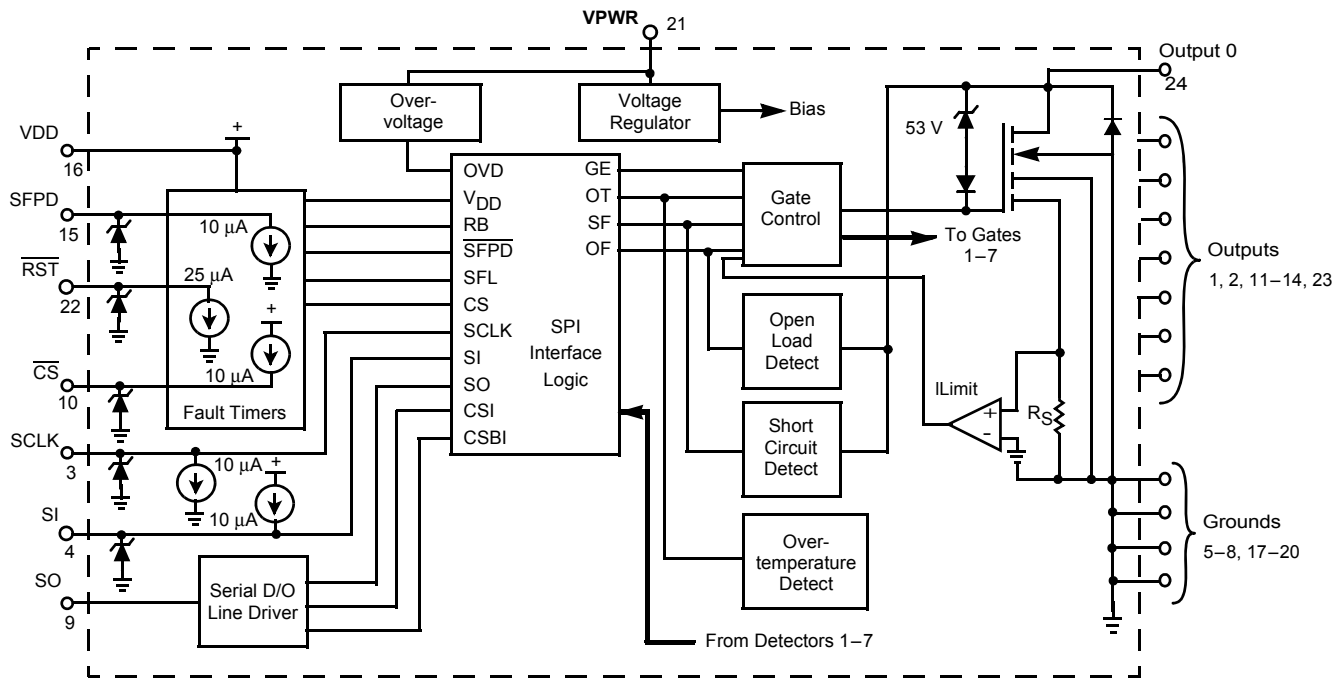 VPWR
21
Output 0
24
Over-
voltage
Voltage
Regulator
Bias
53 V
VDD
+
16
SFPD
15
10 μA
RST
22
25 μA
+
10 μA
CS
10
Fault Timers
SCLK
3
10 μA
+
10 μA
SI
4
SO
9
Serial D/O
Line Driver
OVD
VDD
RB
SFPD
SFL
CS
SCLK
SI
SO
CSI
CSBI
GE
OT
SF
OF
SPI
Interface
Logic
Gate
Control
To Gates
1–7
Open
Load
Detect
Short
Circuit
Detect
Over-
temperature
Detect
From Detectors 1–7
ILimit
+
-
RS
Outputs
1, 2, 11–14, 23
Grounds
5–8, 17–20